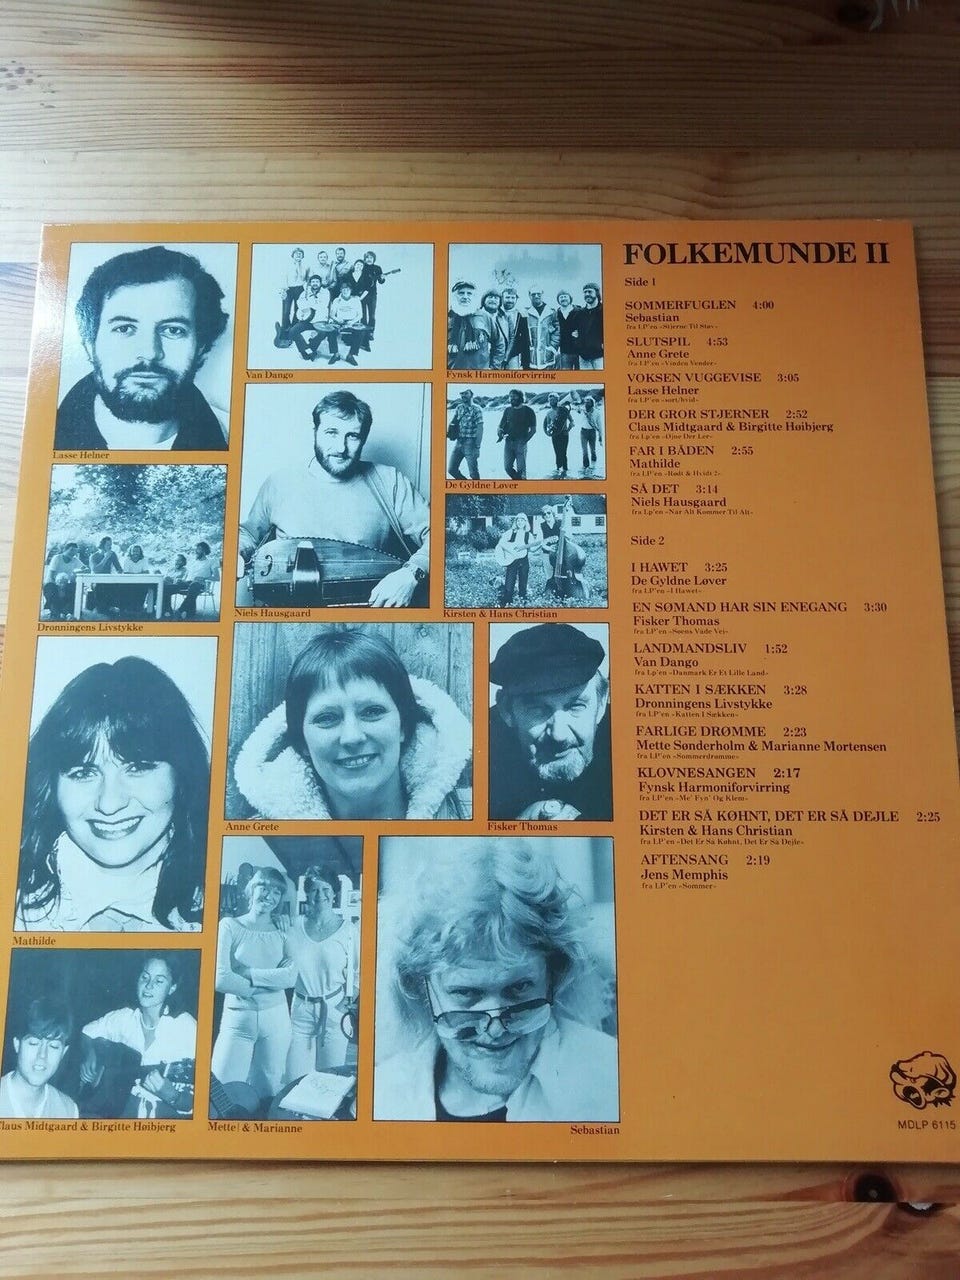 Lasse Helner
Van Dango
Fynsk Harmoniforvirring
De Gyldne Løver
Dronningens Livstykke
Niels Hausgaard
Kirsten & Hans Christian
Mathilde
Anne Grete
Fisker Thomas
Claus Midtgaard & Birgitte Høibjerg
Mette & Marianne
Sebastian
FOLKEMUNDE II
Side 1
SOMMERFUGLEN 4:00
Sebastian
fra LP'en »Stjerne Til Støv«
SLUTSPIL 4:53
Anne Grete
fra LP'en »Vinden Vender«
VOKSEN VUGGEVISE 3:05
Lasse Helner
fra LP'en »sort/hvid«
DER GROR STJERNER 2:52
Claus Midtgaard & Birgitte Høibjerg
fra Lp'en »Øjne Der Ler«
FAR I BÅDEN 2:55
Mathilde
fra LP'en »Rødt & Hvidt 2«
SÅ DET 3:14
Niels Hausgaard
fra Lp'en »Når Alt Kommer Til Alt«
Side 2
I HAWET 3:25
De Gyldne Løver
fra LP'en »I Hawet«
EN SØMAND HAR SIN ENEGANG 3:30
Fisker Thomas
fra LP'en »Søens Våde Vej«
LANDMANDSLIV 1:52
Van Dango
fra Lp'en »Danmark Er Et Lille Land«
KATTEN I SÆKKEN 3:28
Dronningens Livstykke
fra LP'en »Katten I Sækken«
FARLIGE DRØMME 2:23
Mette Sønderholm & Marianne Mortensen
fra LP'en »Sommerdrømme«
KLOVNESANGEN 2:17
Fynsk Harmoniforvirring
fra LP'en »Me' Fyn' Og Klem«
DET ER SÅ KØHNT, DET ER SÅ DEJLE 2:25
Kirsten & Hans Christian
fra LP'en »Det Er Så Køhnt, Det Er Så Dejle«
AFTENSANG 2:19
Jens Memphis
fra LP'en »Sommer«
MDLP 6115